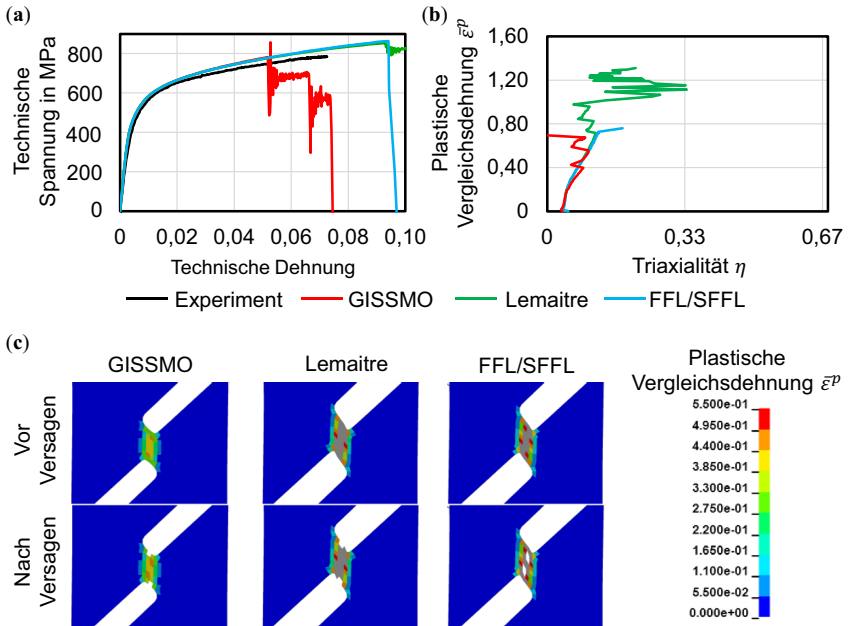 (a)
Technische
Spannung in MPa
800
600
400
200
0
0 0,02 0,04 0,06 0,08 0,10
Technische Dehnung
(b)
Plastische
Vergleichsdehnung ε̄ᵖ
1,60
1,20
0,80
0,40
0
0 0,33 0,67
Triaxialität η
Experiment GISSMO Lemaitre FFL/SFFL
(c)
GISSMO Lemaitre FFL/SFFL
Vor
Versagen
Nach
Versagen
Plastische
Vergleichsdehnung ε̄ᵖ
5.500e-01
4.950e-01
4.400e-01
3.850e-01
3.300e-01
2.750e-01
2.200e-01
1.650e-01
1.100e-01
5.500e-02
0.000e+00